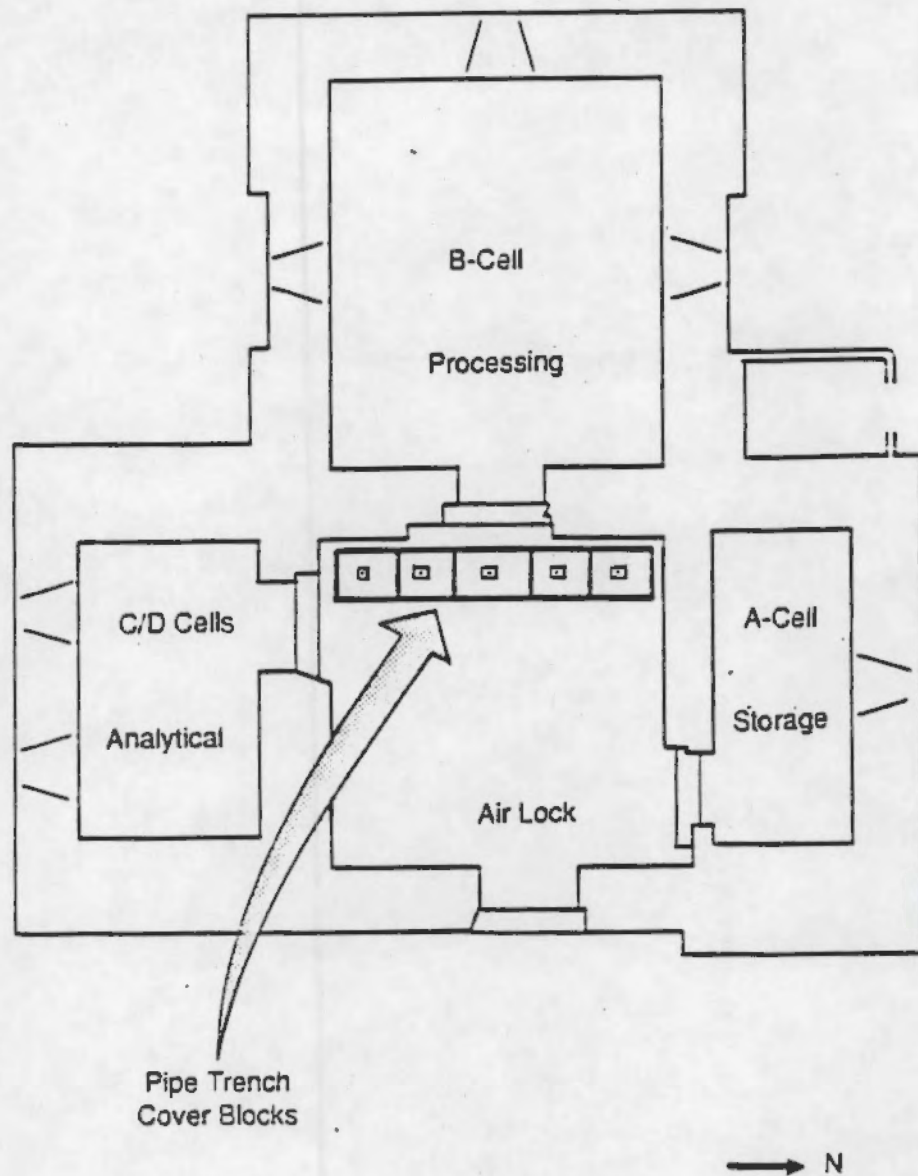 B-Cell
Processing
C/D Cells
Analytical
A-Cell
Storage
Air Lock
Pipe Trench
Cover Blocks
N